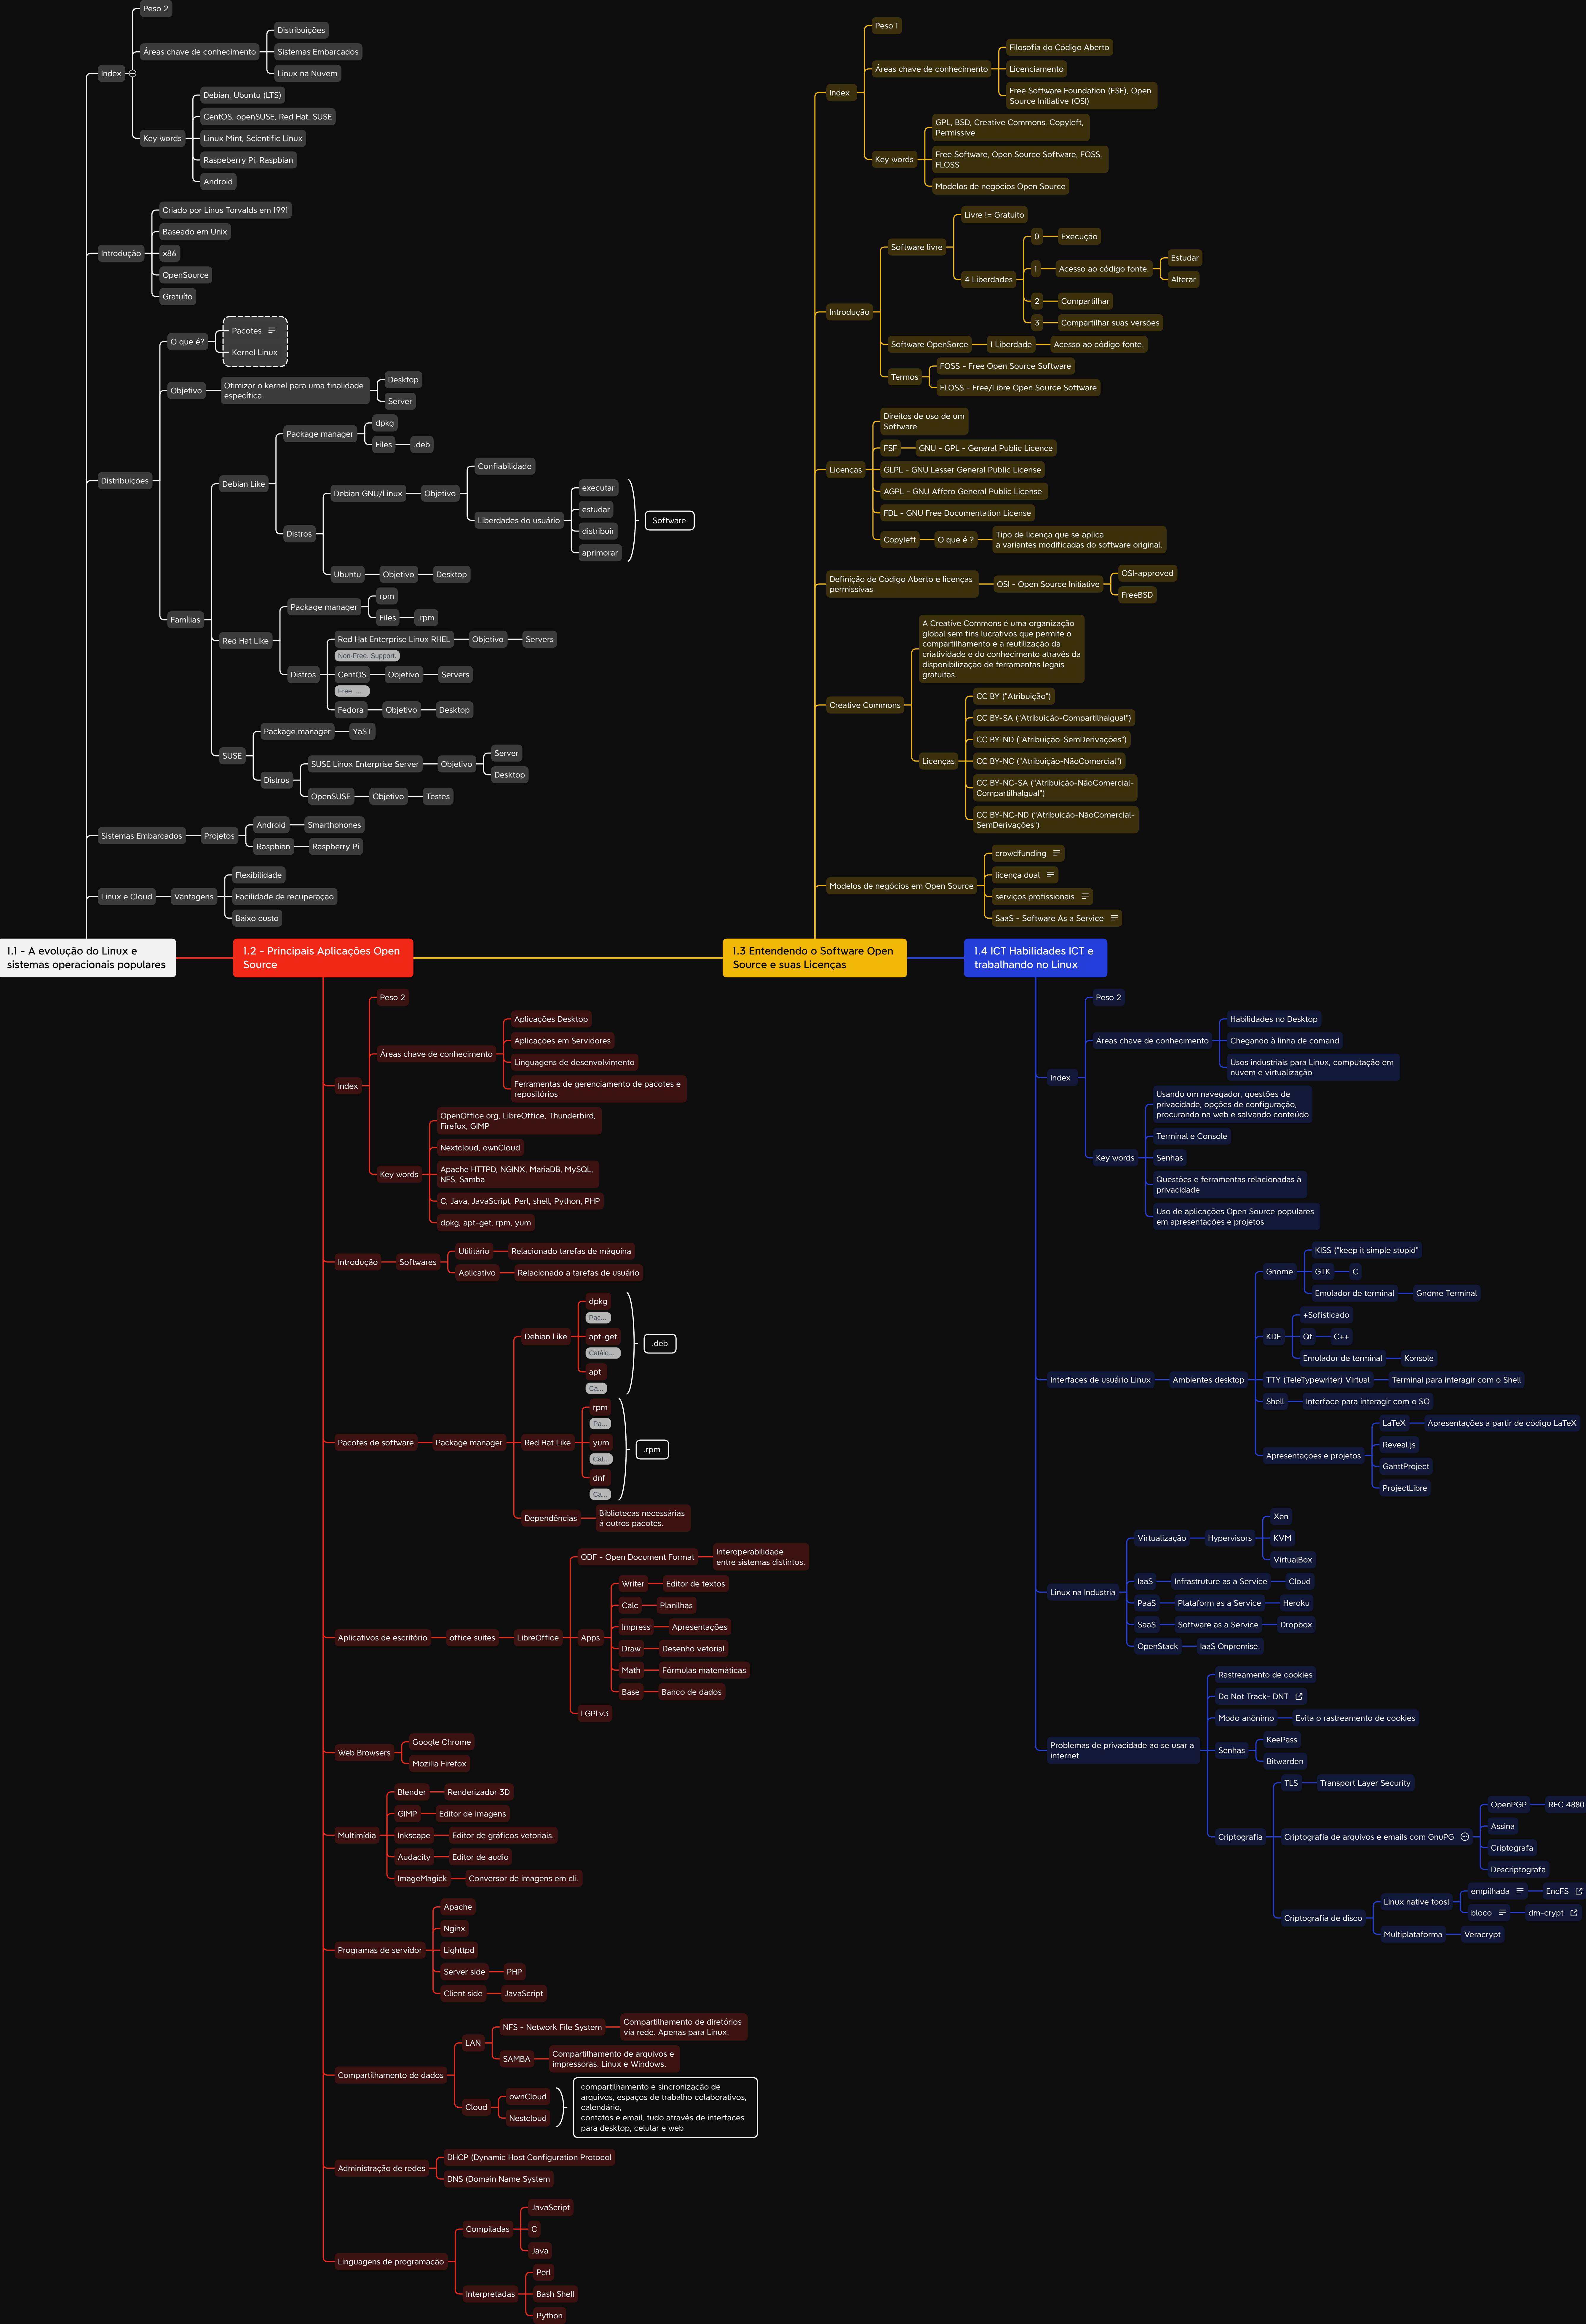 Peso 2
Áreas chave de conhecimento
Distribuições
Sistemas Embarcados
Linux na Nuvem
Index
Key words
Debian, Ubuntu (LTS)
CentOS, openSUSE, Red Hat, SUSE
Linux Mint, Scientific Linux
Raspeberry Pi, Raspbian
Android
Introdução
Criado por Linus Torvalds em 1991
Baseado em Unix
x86
OpenSource
Gratuíto
Distribuições
O que é?
Pacotes
Kernel Linux
Objetivo
Otimizar o kernel para uma finalidade
específica.
Desktop
Server
Famílias
Debian Like
Package manager
dpkg
Files
.deb
Distros
Debian GNU/Linux
Objetivo
Confiabilidade
Liberdades do usuário
executar
estudar
distribuir
aprimorar
Software
Ubuntu
Objetivo
Desktop
Red Hat Like
Package manager
rpm
Files
.rpm
Distros
Red Hat Enterprise Linux RHEL
Objetivo
Servers
Non-Free. Support.
CentOS
Objetivo
Servers
Free. ...
Fedora
Objetivo
Desktop
SUSE
Package manager
YaST
Distros
SUSE Linux Enterprise Server
Objetivo
Server
Desktop
OpenSUSE
Objetivo
Testes
Sistemas Embarcados
Projetos
Android
Smarthphones
Raspbian
Raspberry Pi
Linux e Cloud
Vantagens
Flexibilidade
Facilidade de recuperação
Baixo custo
1.1 - A evolução do Linux e
sistemas operacionais populares
Index
Peso 1
Áreas chave de conhecimento
Filosofia do Código Aberto
Licenciamento
Free Software Foundation (FSF), Open
Source Initiative (OSI)
Key words
GPL, BSD, Creative Commons, Copyleft,
Permissive
Free Software, Open Source Software, FOSS,
FLOSS
Modelos de negócios Open Source
Introdução
Software livre
Livre != Gratuito
4 Liberdades
0
Execução
1
Acesso ao código fonte.
Estudar
Alterar
2
Compartilhar
3
Compartilhar suas versões
Software OpenSorce
1 Liberdade
Acesso ao código fonte.
Termos
FOSS - Free Open Source Software
FLOSS - Free/Libre Open Source Software
Licenças
Direitos de uso de um
Software
FSF
GNU - GPL - General Public Licence
GLPL - GNU Lesser General Public License
AGPL - GNU Affero General Public License
FDL - GNU Free Documentation License
Copyleft
O que é ?
Tipo de licença que se aplica
a variantes modificadas do software original.
Definição de Código Aberto e licenças
permissivas
OSI - Open Source Initiative
OSI-approved
FreeBSD
Creative Commons
A Creative Commons é uma organização
global sem fins lucrativos que permite o
compartilhamento e a reutilização da
criatividade e do conhecimento através da
disponibilização de ferramentas legais
gratuitas.
Licenças
CC BY ("Atribuição")
CC BY-SA ("Atribuição-CompartilhaIgual")
CC BY-ND ("Atribuição-SemDerivações")
CC BY-NC ("Atribuição-NãoComercial")
CC BY-NC-SA ("Atribuição-NãoComercial-
CompartilhaIgual")
CC BY-NC-ND ("Atribuição-NãoComercial-
SemDerivações")
Modelos de negócios em Open Source
crowdfunding
licença dual
serviços profissionais
SaaS - Software As a Service
1.3 Entendendo o Software Open
Source e suas Licenças
1.2 - Principais Aplicações Open
Source
Index
Peso 2
Áreas chave de conhecimento
Aplicações Desktop
Aplicações em Servidores
Linguagens de desenvolvimento
Ferramentas de gerenciamento de pacotes e
repositórios
Key words
OpenOffice.org, LibreOffice, Thunderbird,
Firefox, GIMP
Nextcloud, ownCloud
Apache HTTPD, NGINX, MariaDB, MySQL,
NFS, Samba
C, Java, JavaScript, Perl, shell, Python, PHP
dpkg, apt-get, rpm, yum
Introdução
Softwares
Utilitário
Relacionado tarefas de máquina
Aplicativo
Relacionado a tarefas de usuário
Pacotes de software
Package manager
Debian Like
dpkg
Pac...
apt-get
Catálo...
apt
Ca...
.deb
Red Hat Like
rpm
Pa...
yum
Cat...
dnf
Ca...
.rpm
Dependências
Bibliotecas necessárias
à outros pacotes.
Aplicativos de escritório
office suites
LibreOffice
ODF - Open Document Format
Interoperabilidade
entre sistemas distintos.
Apps
Writer
Editor de textos
Calc
Planilhas
Impress
Apresentações
Draw
Desenho vetorial
Math
Fórmulas matemáticas
Base
Banco de dados
LGPLv3
Web Browsers
Google Chrome
Mozilla Firefox
Multimídia
Blender
Renderizador 3D
GIMP
Editor de imagens
Inkscape
Editor de gráficos vetoriais.
Audacity
Editor de audio
ImageMagick
Conversor de imagens em cli.
Programas de servidor
Apache
Nginx
Lighttpd
Server side
PHP
Client side
JavaScript
Compartilhamento de dados
LAN
NFS - Network File System
Compartilhamento de diretórios
via rede. Apenas para Linux.
SAMBA
Compartilhamento de arquivos e
impressoras. Linux e Windows.
Cloud
ownCloud
Nestcloud
compartilhamento e sincronização de
arquivos, espaços de trabalho colaborativos,
calendário,
contatos e email, tudo através de interfaces
para desktop, celular e web
Administração de redes
DHCP (Dynamic Host Configuration Protocol
DNS (Domain Name System
Linguagens de programação
Compiladas
JavaScript
C
Java
Interpretadas
Perl
Bash Shell
Python
1.4 ICT Habilidades ICT e
trabalhando no Linux
Index
Peso 2
Áreas chave de conhecimento
Habilidades no Desktop
Chegando à linha de comand
Usos industriais para Linux, computação em
nuvem e virtualização
Key words
Usando um navegador, questões de
privacidade, opções de configuração,
procurando na web e salvando conteúdo
Terminal e Console
Senhas
Questões e ferramentas relacionadas à
privacidade
Uso de aplicações Open Source populares
em apresentações e projetos
Interfaces de usuário Linux
Ambientes desktop
Gnome
KISS ("keep it simple stupid"
GTK
C
Emulador de terminal
Gnome Terminal
KDE
+Sofisticado
Qt
C++
Emulador de terminal
Konsole
TTY (TeleTypewriter) Virtual
Terminal para interagir com o Shell
Shell
Interface para interagir com o SO
Apresentações e projetos
LaTeX
Apresentações a partir de código LaTeX
Reveal.js
GanttProject
ProjectLibre
Linux na Industria
Virtualização
Hypervisors
Xen
KVM
VirtualBox
IaaS
Infrastruture as a Service
Cloud
PaaS
Plataform as a Service
Heroku
SaaS
Software as a Service
Dropbox
OpenStack
IaaS Onpremise.
Problemas de privacidade ao se usar a
internet
Rastreamento de cookies
Do Not Track- DNT
Modo anônimo
Evita o rastreamento de cookies
Senhas
KeePass
Bitwarden
Criptografia
TLS
Transport Layer Security
Criptografia de arquivos e emails com GnuPG
OpenPGP
RFC 4880
Assina
Criptografa
Descriptografa
Criptografia de disco
Linux native toosl
empilhada
EncFS
bloco
dm-crypt
Multiplataforma
Veracrypt